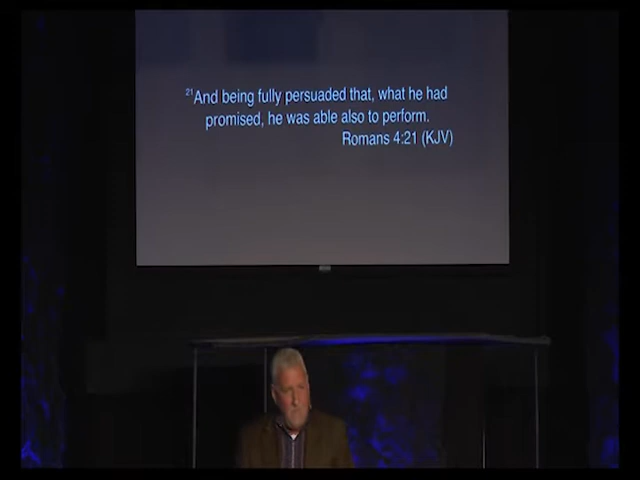 21And being fully persuaded that, what he had
promised, he was able also to perform.
Romans 4:21 (KJV)